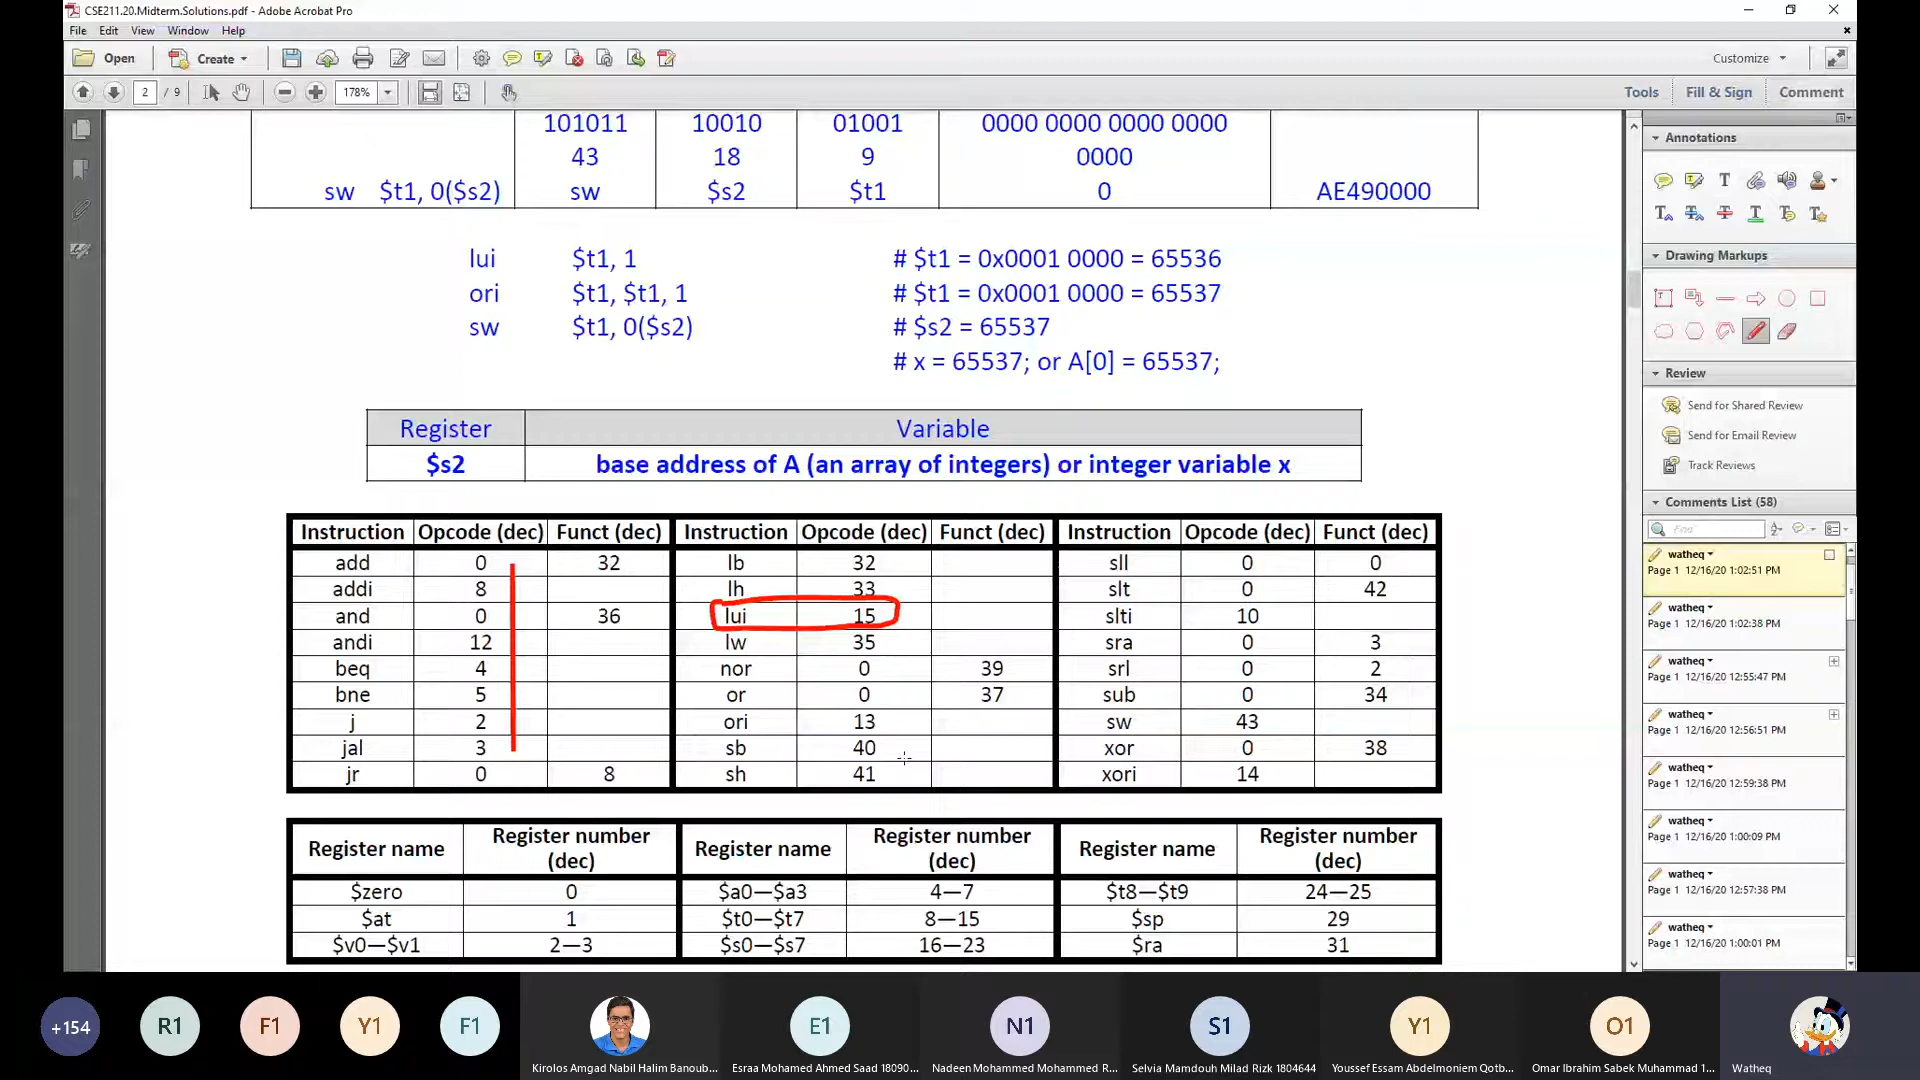 CSE211.20.Midterm.Solutions.pdf - Adobe Acrobat Pro
File Edit View Window Help
Open Create Customize
2 / 9 178% Tools Fill & Sign Comment
101011 10010 01001 0000 0000 0000 0000
43 18 9 0000
sw $t1, 0($s2) sw $s2 $t1 0 AE490000
lui $t1, 1 # $t1 = 0x0001 0000 = 65536
ori $t1, $t1, 1 # $t1 = 0x0001 0000 = 65537
sw $t1, 0($s2) # $s2 = 65537
# x = 65537; or A[0] = 65537;
Register Variable
$s2 base address of A (an array of integers) or integer variable x
Instruction Opcode (dec) Funct (dec) Instruction Opcode (dec) Funct (dec) Instruction Opcode (dec) Funct (dec)
add 0 32 lb 32 sll 0 0
addi 8 lh 33 slt 0 42
and 0 36 lui 15 slti 10
andi 12 lw 35 sra 0 3
beq 4 nor 0 39 srl 0 2
bne 5 or 0 37 sub 0 34
j 2 ori 13 sw 43
jal 3 sb 40 xor 0 38
jr 0 8 sh 41 xori 14
Register name Register number (dec) Register name Register number (dec) Register name Register number (dec)
$zero 0 $a0—$a3 4—7 $t8—$t9 24—25
$at 1 $t0—$t7 8—15 $sp 29
$v0—$v1 2—3 $s0—$s7 16—23 $ra 31
Annotations
Drawing Markups
Review
Send for Shared Review
Send for Email Review
Track Reviews
Comments List (58)
Find
watheq
Page 1 12/16/20 1:02:51 PM
watheq
Page 1 12/16/20 1:02:38 PM
watheq
Page 1 12/16/20 12:55:47 PM
watheq
Page 1 12/16/20 12:56:51 PM
watheq
Page 1 12/16/20 12:59:38 PM
watheq
Page 1 12/16/20 1:00:09 PM
watheq
Page 1 12/16/20 12:57:38 PM
watheq
Page 1 12/16/20 1:00:01 PM
+154 R1 F1 Y1 F1 E1 N1 S1 Y1 O1
Kirolos Amgad Nabil Halim Banoub... Esraa Mohamed Ahmed Saad 18090... Nadeen Mohammed Mohammed R... Selvia Mamdouh Milad Rizk 1804644 Youssef Essam Abdelmoniem Qotb... Omar Ibrahim Sabek Muhammad 1... Watheq